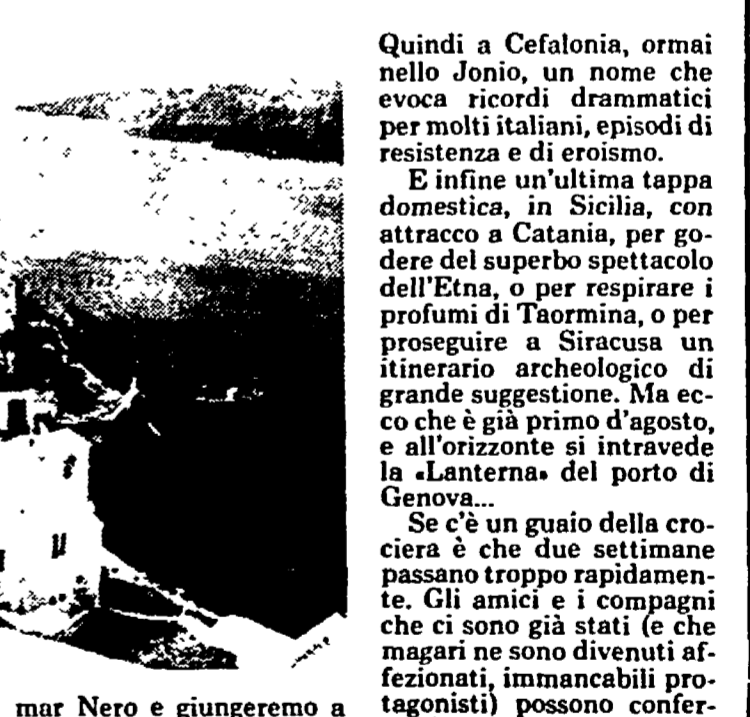 mar Nero e giungeremo a
Quindi a Cefalonia, ormai
nello Jonio, un nome che
evoca ricordi drammatici
per molti italiani, episodi di
resistenza e di eroismo.
E infine un'ultima tappa
domestica, in Sicilia, con
attracco a Catania, per go-
dere del superbo spettacolo
dell'Etna, o per respirare i
profumi di Taormina, o per
proseguire a Siracusa un
itinerario archeologico di
grande suggestione. Ma ec-
co che è già primo d'agosto,
e all'orizzonte si intravede
la «Lanterna» del porto di
Genova...
Se c'è un guaio della cro-
ciera è che due settimane
passano troppo rapidamen-
te. Gli amici e i compagni
che ci sono già stati (e che
magari ne sono divenuti af-
fezionati, immancabili pro-
tagonisti) possono confer-